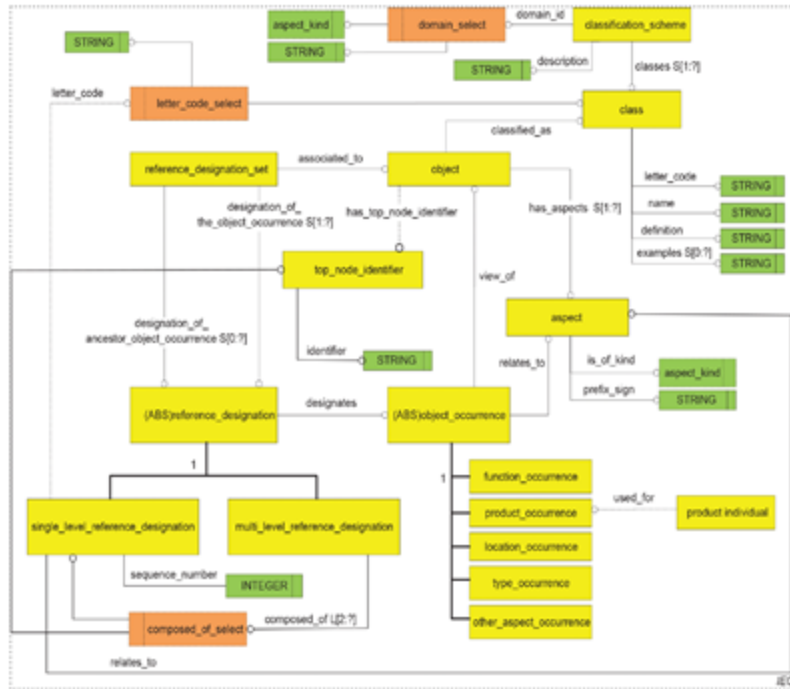 domain_id
aspect_kind
domain_select
classification_scheme
STRING
STRING
description
STRING
classes S[1:?]
letter_code
letter_code_select
class
classified_as
reference_designation_set
associated_to
object
letter_code
STRING
designation_of_
the_object_occurrence S[1:?]
has_top_node_identifier
has_aspects S[1:?]
name
STRING
definition
STRING
examples S[0:?]
STRING
top_node_identifier
view_of
designation_of_
ancestor_object_occurrence S[0:?]
aspect
identifier
STRING
relates_to
is_of_kind
aspect_kind
prefix_sign
STRING
(ABS)reference_designation
designates
(ABS)object_occurrence
1
1
function_occurrence
used_for
single_level_reference_designation
multi_level_reference_designation
product_occurrence
product individual
location_occurrence
sequence_number
INTEGER
type_occurrence
composed_of_select
composed_of L[2:?]
other_aspect_occurrence
relates_to